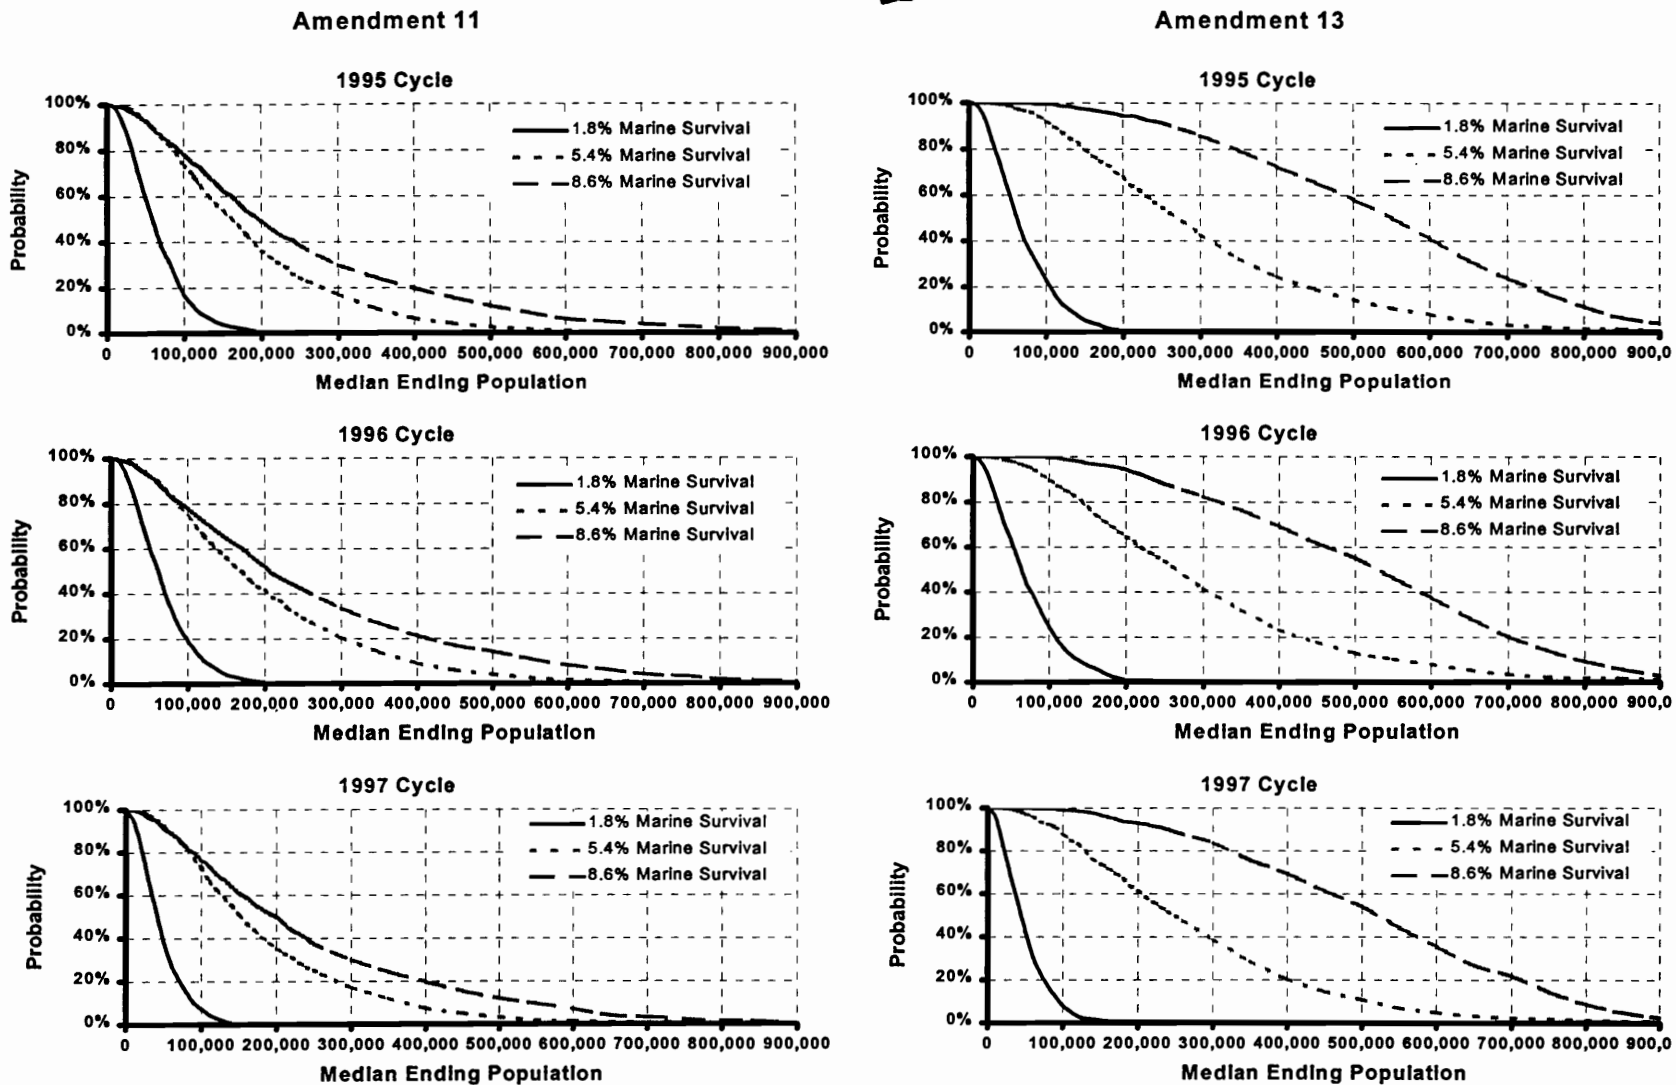 Amendment 11
1995 Cycle
Probability
100%
80%
60%
40%
20%
0%
1.8% Marine Survival
5.4% Marine Survival
8.6% Marine Survival
0 100,000 200,000 300,000 400,000 500,000 600,000 700,000 800,000 900,000
Median Ending Population
1996 Cycle
Probability
100%
80%
60%
40%
20%
0%
1.8% Marine Survival
5.4% Marine Survival
8.6% Marine Survival
0 100,000 200,000 300,000 400,000 500,000 600,000 700,000 800,000 900,000
Median Ending Population
1997 Cycle
Probability
100%
80%
60%
40%
20%
0%
1.8% Marine Survival
5.4% Marine Survival
8.6% Marine Survival
0 100,000 200,000 300,000 400,000 500,000 600,000 700,000 800,000 900,000
Median Ending Population
Amendment 13
1995 Cycle
Probability
100%
80%
60%
40%
20%
0%
1.8% Marine Survival
5.4% Marine Survival
8.6% Marine Survival
0 100,000 200,000 300,000 400,000 500,000 600,000 700,000 800,000 900,0
Median Ending Population
1996 Cycle
Probability
100%
80%
60%
40%
20%
0%
1.8% Marine Survival
5.4% Marine Survival
8.6% Marine Survival
0 100,000 200,000 300,000 400,000 500,000 600,000 700,000 800,000 900,0
Median Ending Population
1997 Cycle
Probability
100%
80%
60%
40%
20%
0%
1.8% Marine Survival
5.4% Marine Survival
8.6% Marine Survival
0 100,000 200,000 300,000 400,000 500,000 600,000 700,000 800,000 900,0
Median Ending Population